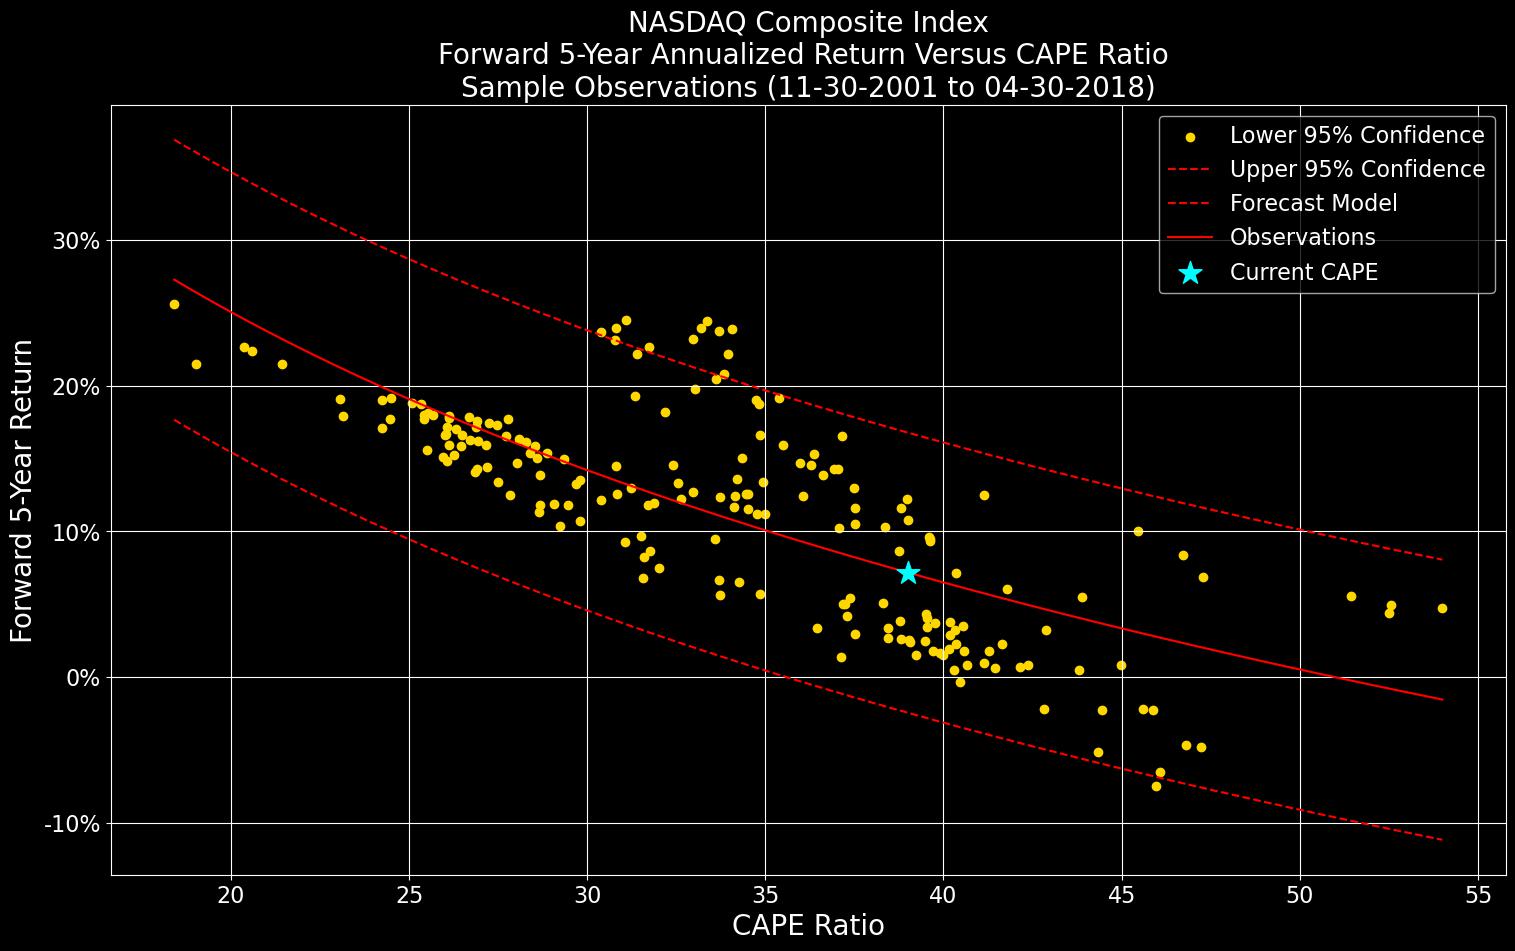 NASDAQ Composite Index
Forward 5-Year Annualized Return Versus CAPE Ratio
Sample Observations (11-30-2001 to 04-30-2018)
Lower 95% Confidence
Upper 95% Confidence
Forecast Model
Observations
Current CAPE
Forward 5-Year Return
30%
20%
10%
0%
-10%
20 25 30 35 40 45 50 55
CAPE Ratio